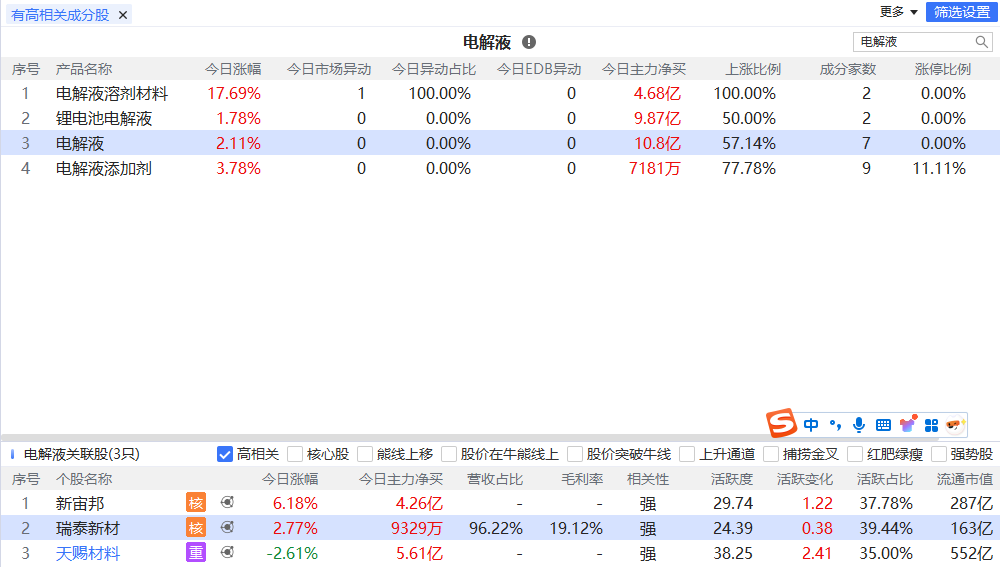 有高相关成分股 × 更多 筛选设置
电解液 电解液
序号 产品名称 今日涨幅 今日市场异动 今日异动占比 今日EDB异动 今日主力净买 上涨比例 成分家数 涨停比例
1 电解液溶剂材料 17.69% 1 100.00% 0 4.68亿 100.00% 2 0.00%
2 锂电池电解液 1.78% 0 0.00% 0 9.87亿 50.00% 2 0.00%
3 电解液 2.11% 0 0.00% 0 10.8亿 57.14% 7 0.00%
4 电解液添加剂 3.78% 0 0.00% 0 7181万 77.78% 9 11.11%
S 中
电解液关联股(3只) 高相关 核心股 熊线上移 股价在牛熊线上 股价突破牛线 上升通道 捕捞金叉 红肥绿瘦 强势股
序号 个股名称 今日涨幅 今日主力净买 营收占比 毛利率 相关性 活跃度 活跃变化 活跃占比 流通市值
1 新宙邦 核 6.18% 4.26亿 - - 强 29.74 1.22 37.78% 287亿
2 瑞泰新材 核 2.77% 9329万 96.22% 19.12% 强 24.39 0.38 39.44% 163亿
3 天赐材料 重 -2.61% 5.61亿 - - 强 38.25 2.41 35.00% 552亿